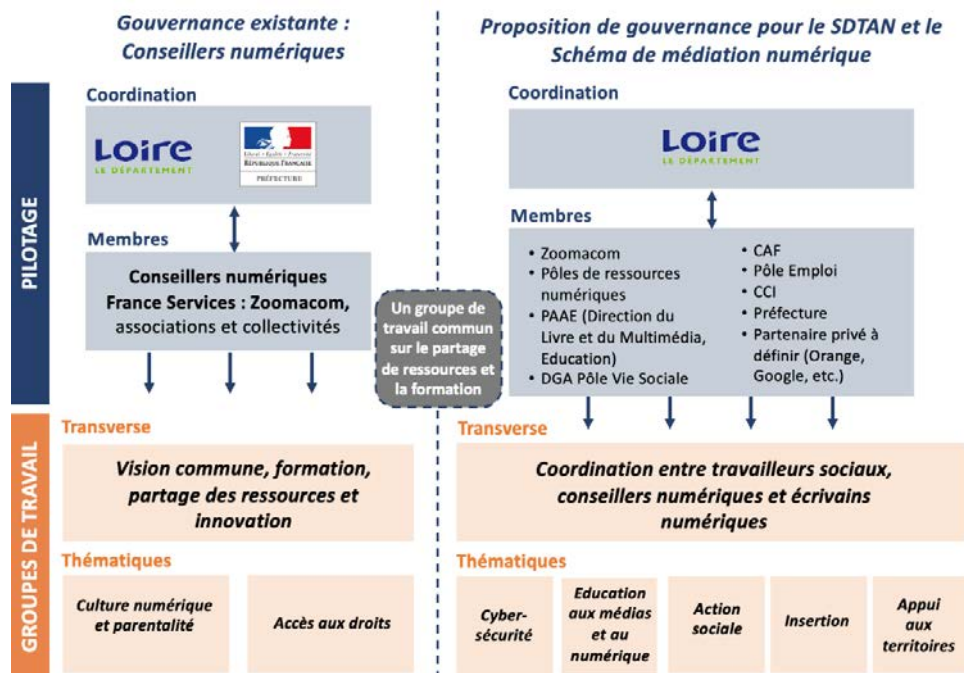 Gouvernance existante :
Conseillers numériques
PILOTAGE
Coordination
Loire
LE DÉPARTEMENT
Liberté • Égalité • Fraternité
RÉPUBLIQUE FRANÇAISE
PRÉFECTURE
Membres
Conseillers numériques
France Services : Zoomacom,
associations et collectivités
Un groupe de
travail commun
sur le partage
de ressources et
la formation
GROUPES DE TRAVAIL
Transverse
Vision commune, formation,
partage des ressources et
innovation
Thématiques
Culture numérique
et parentalité
Accès aux droits
Proposition de gouvernance pour le SDTAN et le
Schéma de médiation numérique
Coordination
Loire
LE DÉPARTEMENT
Membres
• Zoomacom
• Pôles de ressources
numériques
• PAAE (Direction du
Livre et du Multimédia,
Education)
• DGA Pôle Vie Sociale
• CAF
• Pôle Emploi
• CCI
• Préfecture
• Partenaire privé à
définir (Orange,
Google, etc.)
Transverse
Coordination entre travailleurs sociaux,
conseillers numériques et écrivains
numériques
Thématiques
Cyber-
sécurité
Education
aux médias
et au
numérique
Action
sociale
Insertion
Appui
aux
territoires